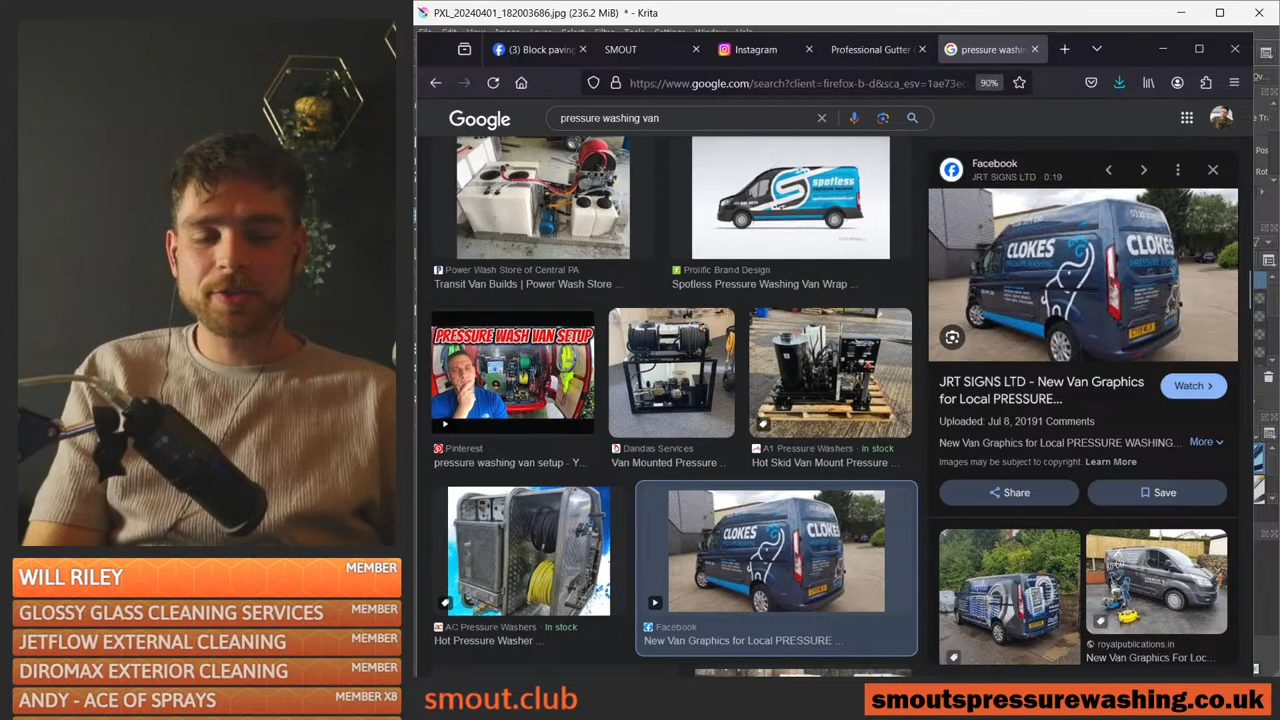 PXL_20240401_182003686.jpg (236.2 MiB) * - Krita
(3) Block paving
SMOUT
Instagram
Professional Gutter
pressure washin
https://www.google.com/search?client=firefox-b-d&sca_esv=1ae73e
90%
Google
pressure washing van
Power Wash Store of Central PA
Transit Van Builds | Power Wash Store ...
spotless
Prolific Brand Design
Spotless Pressure Washing Van Wrap ...
PRESSURE WASH VAN SETUP
Pinterest
pressure washing van setup - Y...
Dandas Services
Van Mounted Pressure ...
A1 Pressure Washers · In stock
Hot Skid Van Mount Pressure ...
AC Pressure Washers · In stock
Hot Pressure Washer ...
CLOKES
CLOKES
Facebook
New Van Graphics for Local PRESSURE ...
Facebook
JRT SIGNS LTD · 0:19
CLOKES
PRESSURE WASHING
CLOKES
JRT SIGNS LTD - New Van Graphics
for Local PRESSURE...
Watch
Uploaded: Jul 8, 20191 Comments
New Van Graphics for Local PRESSURE WASHING...
More
Images may be subject to copyright. Learn More
Share
Save
royalpublications.in
New Van Graphics For Loc...
WILL RILEY
MEMBER
GLOSSY GLASS CLEANING SERVICES
MEMBER
JETFLOW EXTERNAL CLEANING
MEMBER
DIROMAX EXTERIOR CLEANING
MEMBER
ANDY - ACE OF SPRAYS
MEMBER X8
smout.club
smoutspressurewashing.co.uk